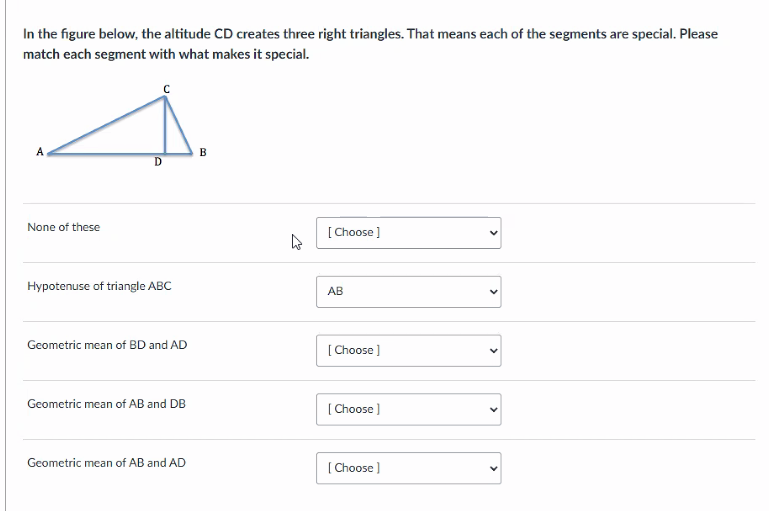 In the figure below, the altitude CD creates three right triangles. That means each of the segments are special. Please
match each segment with what makes it special.
C
A
B
D
None of these
[ Choose ]
Hypotenuse of triangle ABC
AB
Geometric mean of BD and AD
[ Choose ]
Geometric mean of AB and DB
[ Choose ]
Geometric mean of AB and AD
[ Choose ]